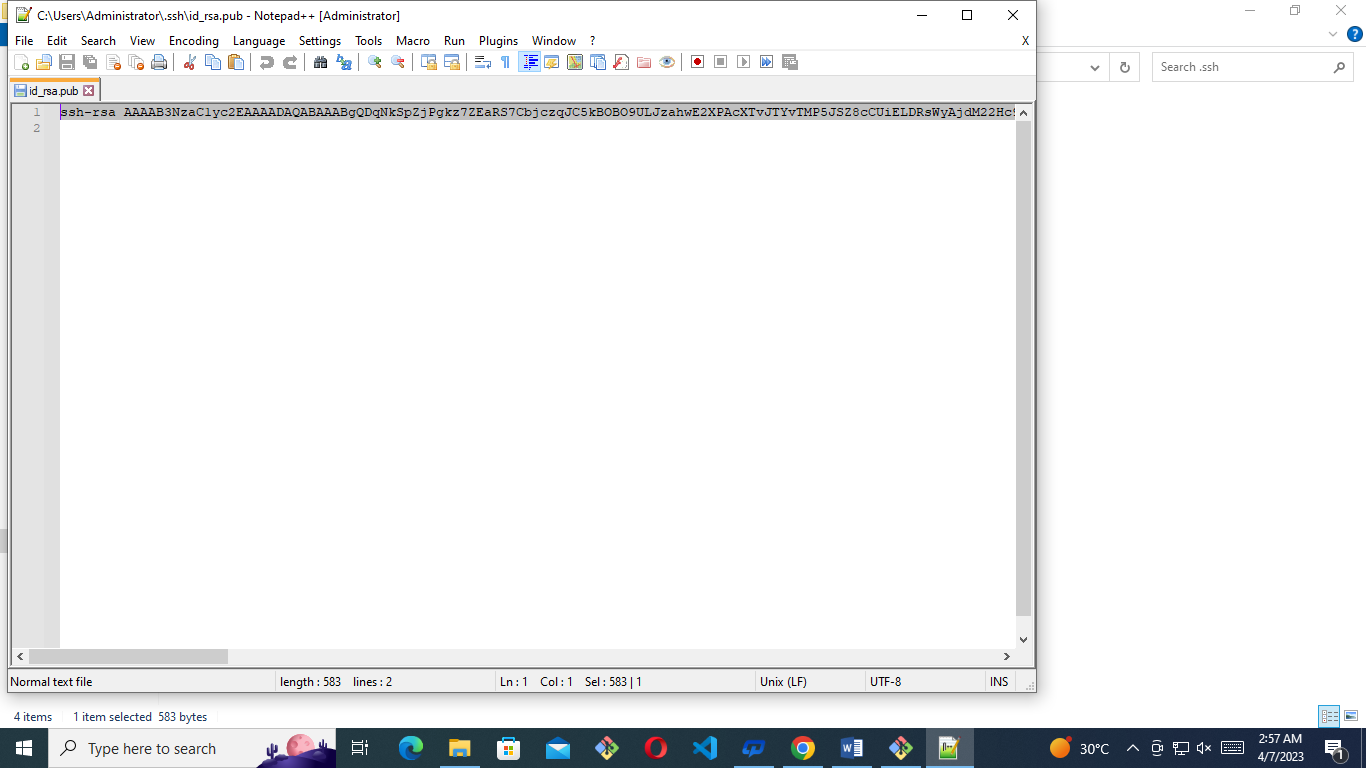 C:\Users\Administrator\.ssh\id_rsa.pub - Notepad++ [Administrator]
File Edit Search View Encoding Language Settings Tools Macro Run Plugins Window ? X
Search .ssh
id_rsa.pub
1 ssh-rsa AAAAB3NzaC1yc2EAAAADAQABAAABgQDqNkSpZjPgkz7ZEaRS7CbjczqJC5kBOBO9ULJzahwE2XPAcXTvJTYvTMP5JSZ8cCUiELDRsWyAjdM22Hc
2
Normal text file length : 583 lines : 2 Ln : 1 Col : 1 Sel : 583 | 1 Unix (LF) UTF-8 INS
4 items 1 item selected 583 bytes
Type here to search
30°C
2:57 AM
4/7/2023
1